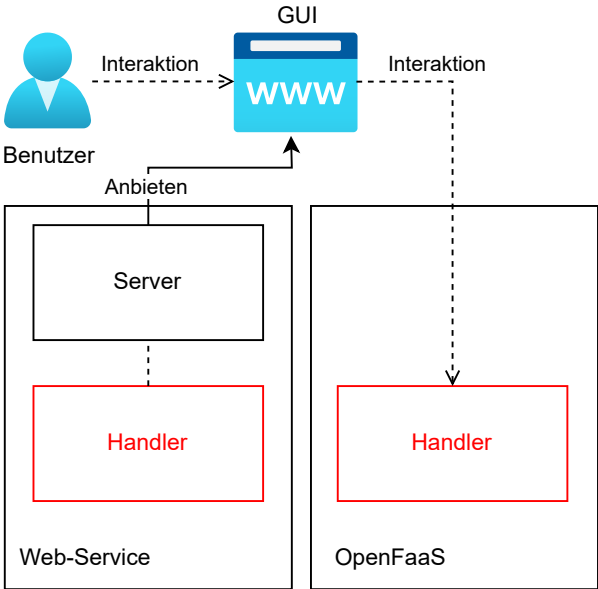 GUI
Interaktion
Interaktion
WWW
Benutzer
Anbieten
Server
Handler
Handler
Web-Service
OpenFaaS